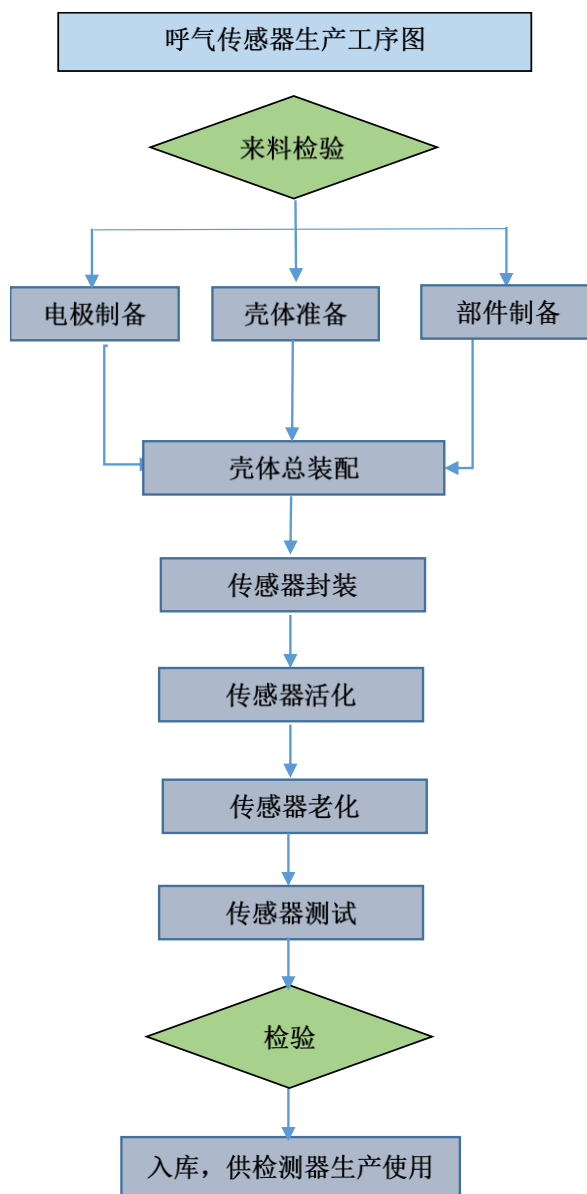 呼气传感器生产工序图
来料检验
电极制备
壳体准备
部件制备
壳体总装配
传感器封装
传感器活化
传感器老化
传感器测试
检验
入库，供检测器生产使用